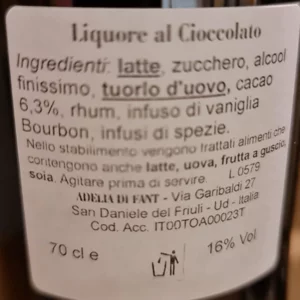 Liquore al Cioccolato
Ingredienti: latte, zucchero, alcool
finissimo, tuorlo d'uovo, cacao
6,3%, rhum, infuso di vaniglia
Bourbon, infusi di spezie.
Nello stabilimento vengono trattati alimenti che
contengono anche latte, uova, frutta a guscio,
soia. Agitare prima di servire. L 0579
ADELIA DI FANT - Via Garibaldi 27
San Daniele del Friuli - Ud - Italia
Cod. Acc. IT00TOA00023T
70 cl e 16% Vol